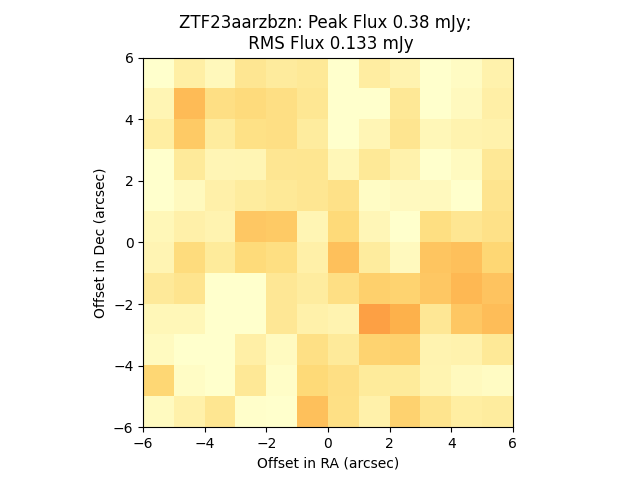 ZTF23aarzbzn: Peak Flux 0.38 mJy;
RMS Flux 0.133 mJy
6
4
2
0
−2
−4
−6
Offset in Dec (arcsec)
−6 −4 −2 0 2 4 6
Offset in RA (arcsec)